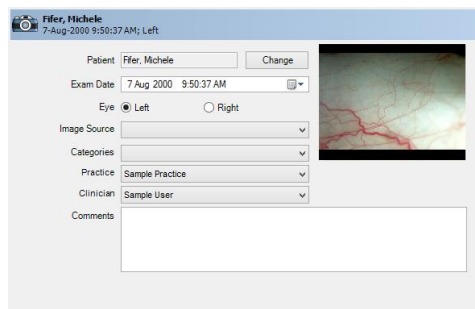 Fifer, Michele
7-Aug-2000 9:50:37 AM; Left
Patient Fifer, Michele Change
Exam Date 7 Aug 2000 9:50:37 AM
Eye Left Right
Image Source
Categories
Practice Sample Practice
Clinician Sample User
Comments